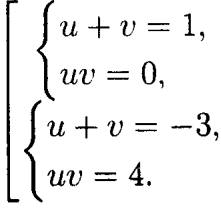 u + v = 1,
uv = 0,
u + v = −3,
uv = 4.